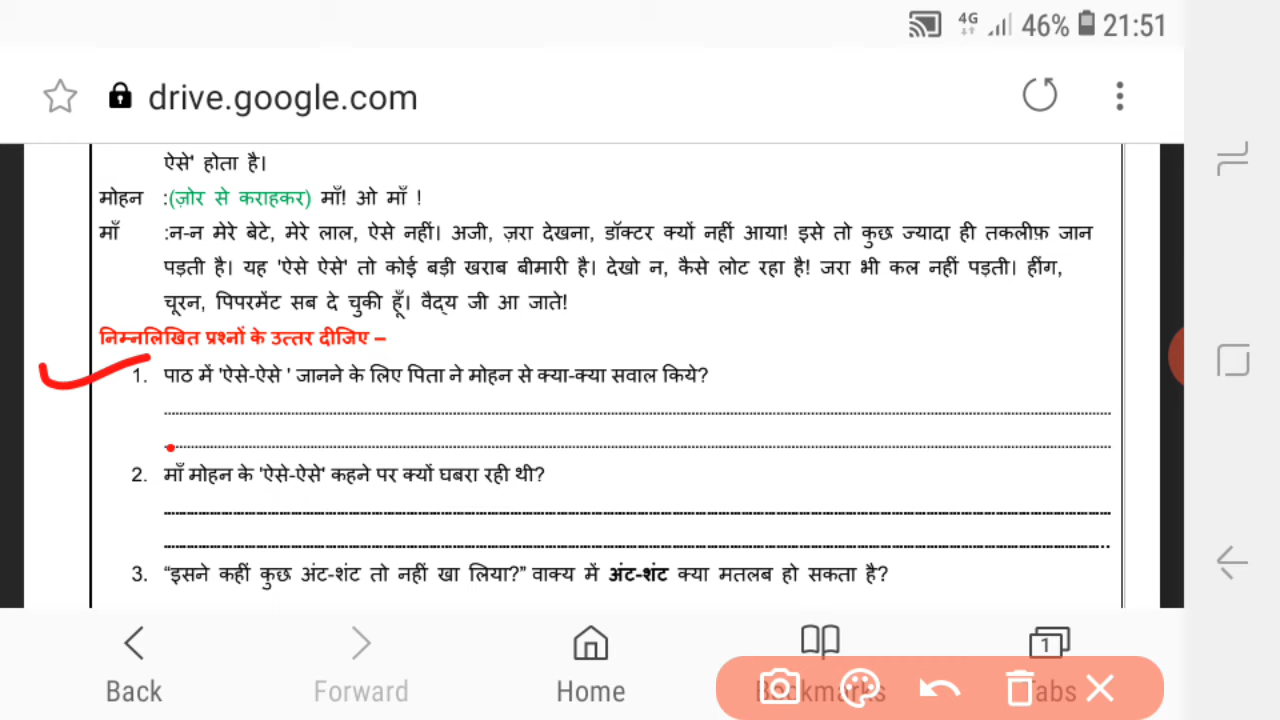 4G 46% 21:51
drive.google.com
ऐसे' होता है।
मोहन :(ज़ोर से कराहकर) माँ! ओ माँ !
माँ :न-न मेरे बेटे, मेरे लाल, ऐसे नहीं। अजी, ज़रा देखना, डॉक्टर क्यों नहीं आया! इसे तो कुछ ज्यादा ही तकलीफ़ जान
पड़ती है। यह 'ऐसे ऐसे' तो कोई बड़ी खराब बीमारी है। देखो न, कैसे लोट रहा है! जरा भी कल नहीं पड़ती। हींग,
चूरन, पिपरमेंट सब दे चुकी हूँ। वैद्य जी आ जाते!
निम्नलिखित प्रश्नों के उत्तर दीजिए –
1. पाठ में 'ऐसे-ऐसे ' जानने के लिए पिता ने मोहन से क्या-क्या सवाल किये?
2. माँ मोहन के 'ऐसे-ऐसे' कहने पर क्यों घबरा रही थी?
3. “इसने कहीं कुछ अंट-शंट तो नहीं खा लिया?” वाक्य में अंट-शंट क्या मतलब हो सकता है?
1
Back Forward Home Bookmarks Tabs